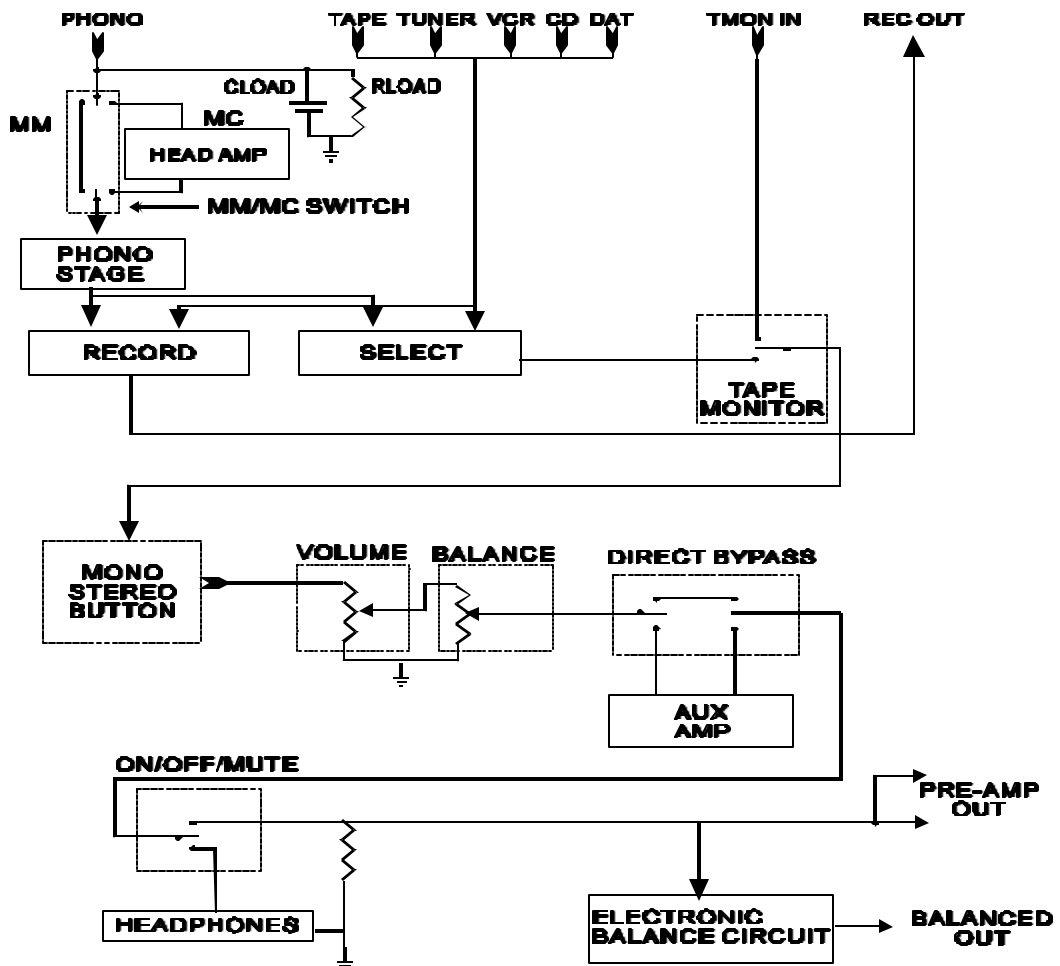 PHONO
TAPE TUNER VCR CD DAT
TMON IN
REC OUT
CLOAD
RLOAD
MM
MC
HEAD AMP
MM/MC SWITCH
PHONO
STAGE
RECORD
SELECT
TAPE
MONITOR
MONO
STEREO
BUTTON
VOLUME
BALANCE
DIRECT BYPASS
AUX
AMP
ON/OFF/MUTE
PRE-AMP
OUT
HEADPHONES
ELECTRONIC
BALANCE CIRCUIT
BALANCED
OUT